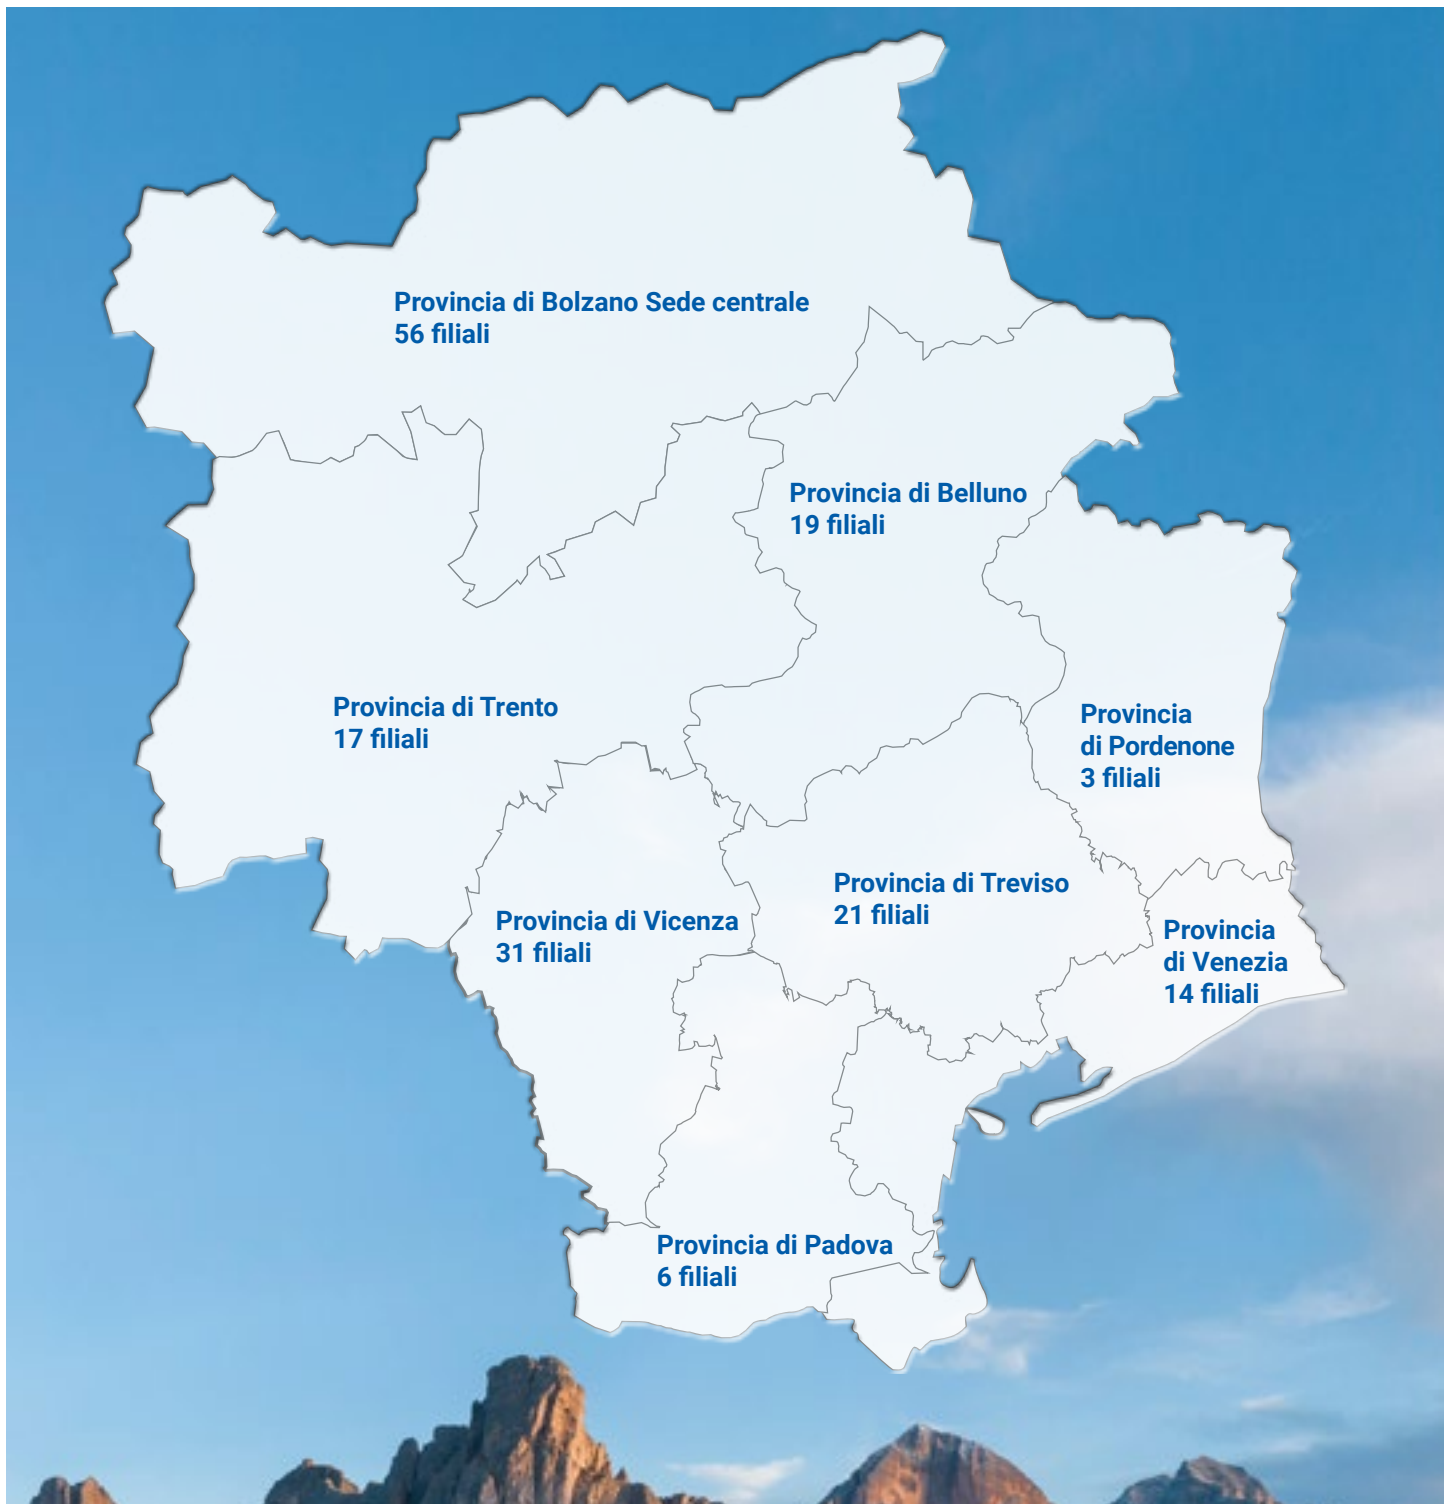 Provincia di Bolzano Sede centrale
56 filiali
Provincia di Belluno
19 filiali
Provincia di Trento
17 filiali
Provincia
di Pordenone
3 filiali
Provincia di Treviso
21 filiali
Provincia di Vicenza
31 filiali
Provincia
di Venezia
14 filiali
Provincia di Padova
6 filiali